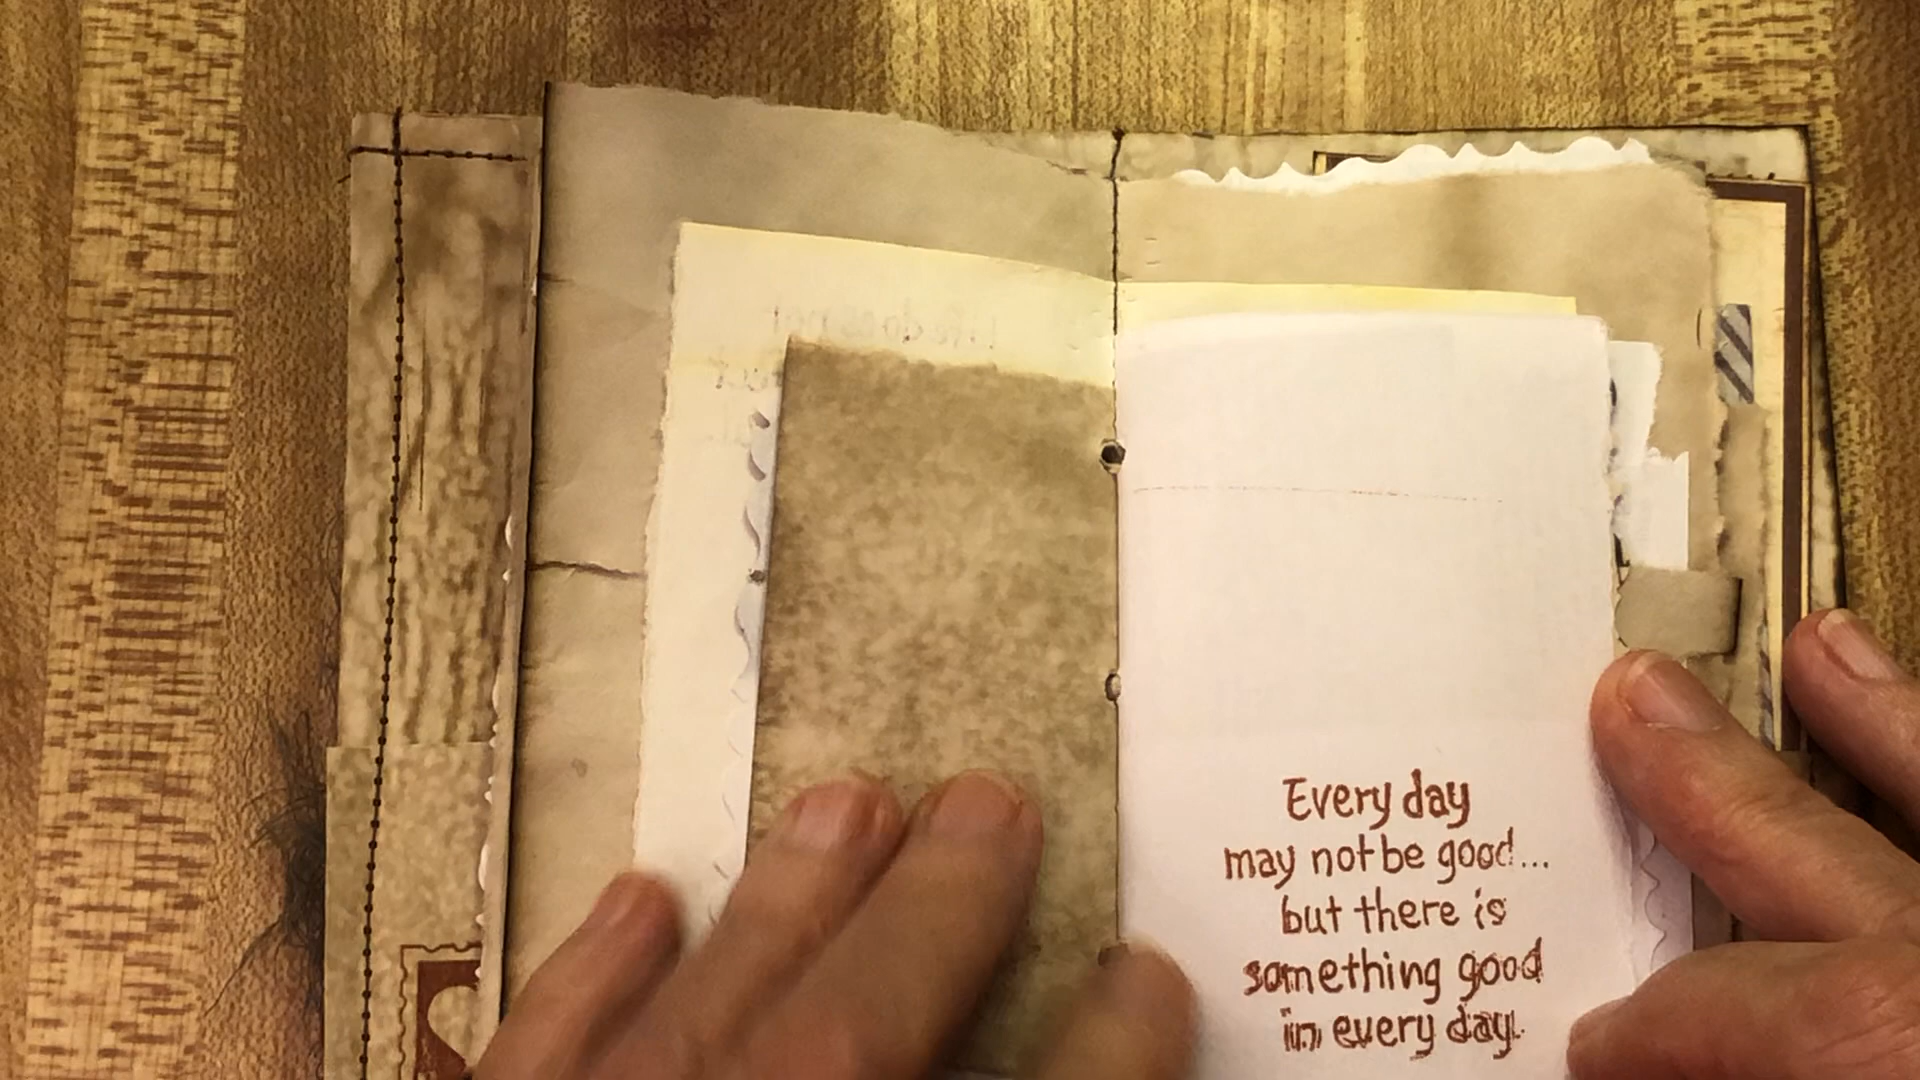 Every day
may not be good...
but there is
something good
in every day.